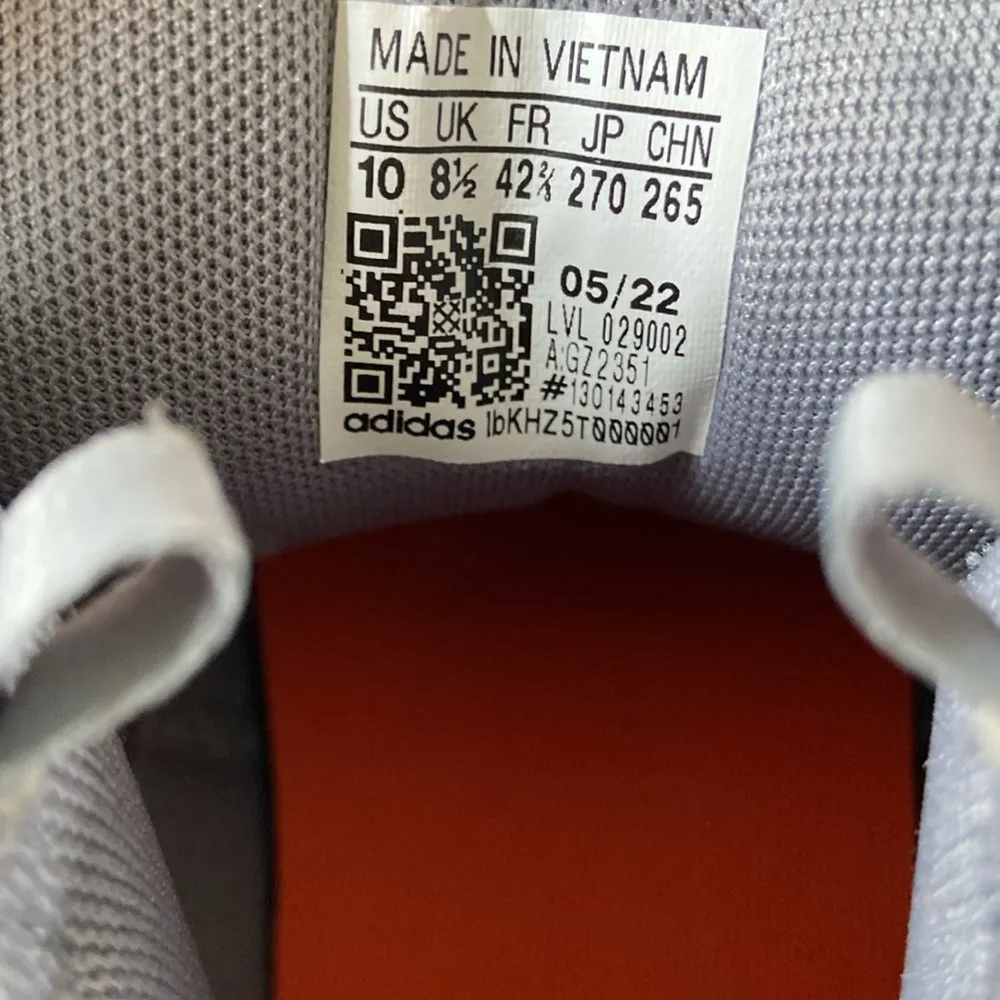 MADE IN VIETNAM
US UK FR JP CHN
10 8½ 42⅔ 270 265
05/22
LVL 029002
A:GZ2351
#130143453
adidas 1bKHZ5T000001